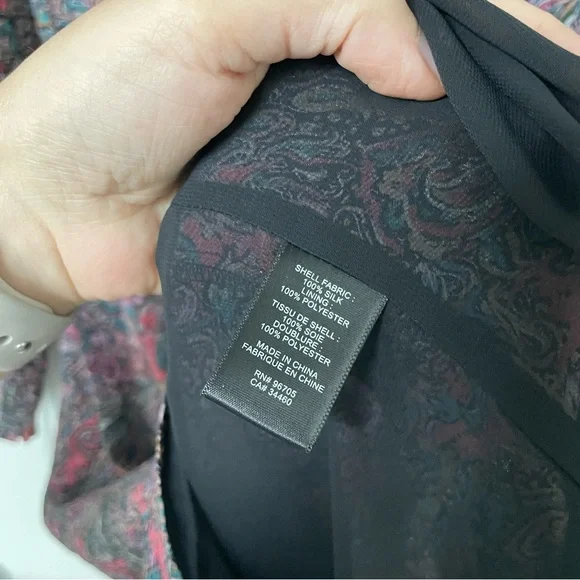 SHELL FABRIC :
100% SILK
LINING :
100% POLYESTER
TISSU DE SHELL :
100% SOIE
DOUBLURE :
100% POLYESTER
MADE IN CHINA
FABRIQUE EN CHINE
RN# 96705
CA# 34460